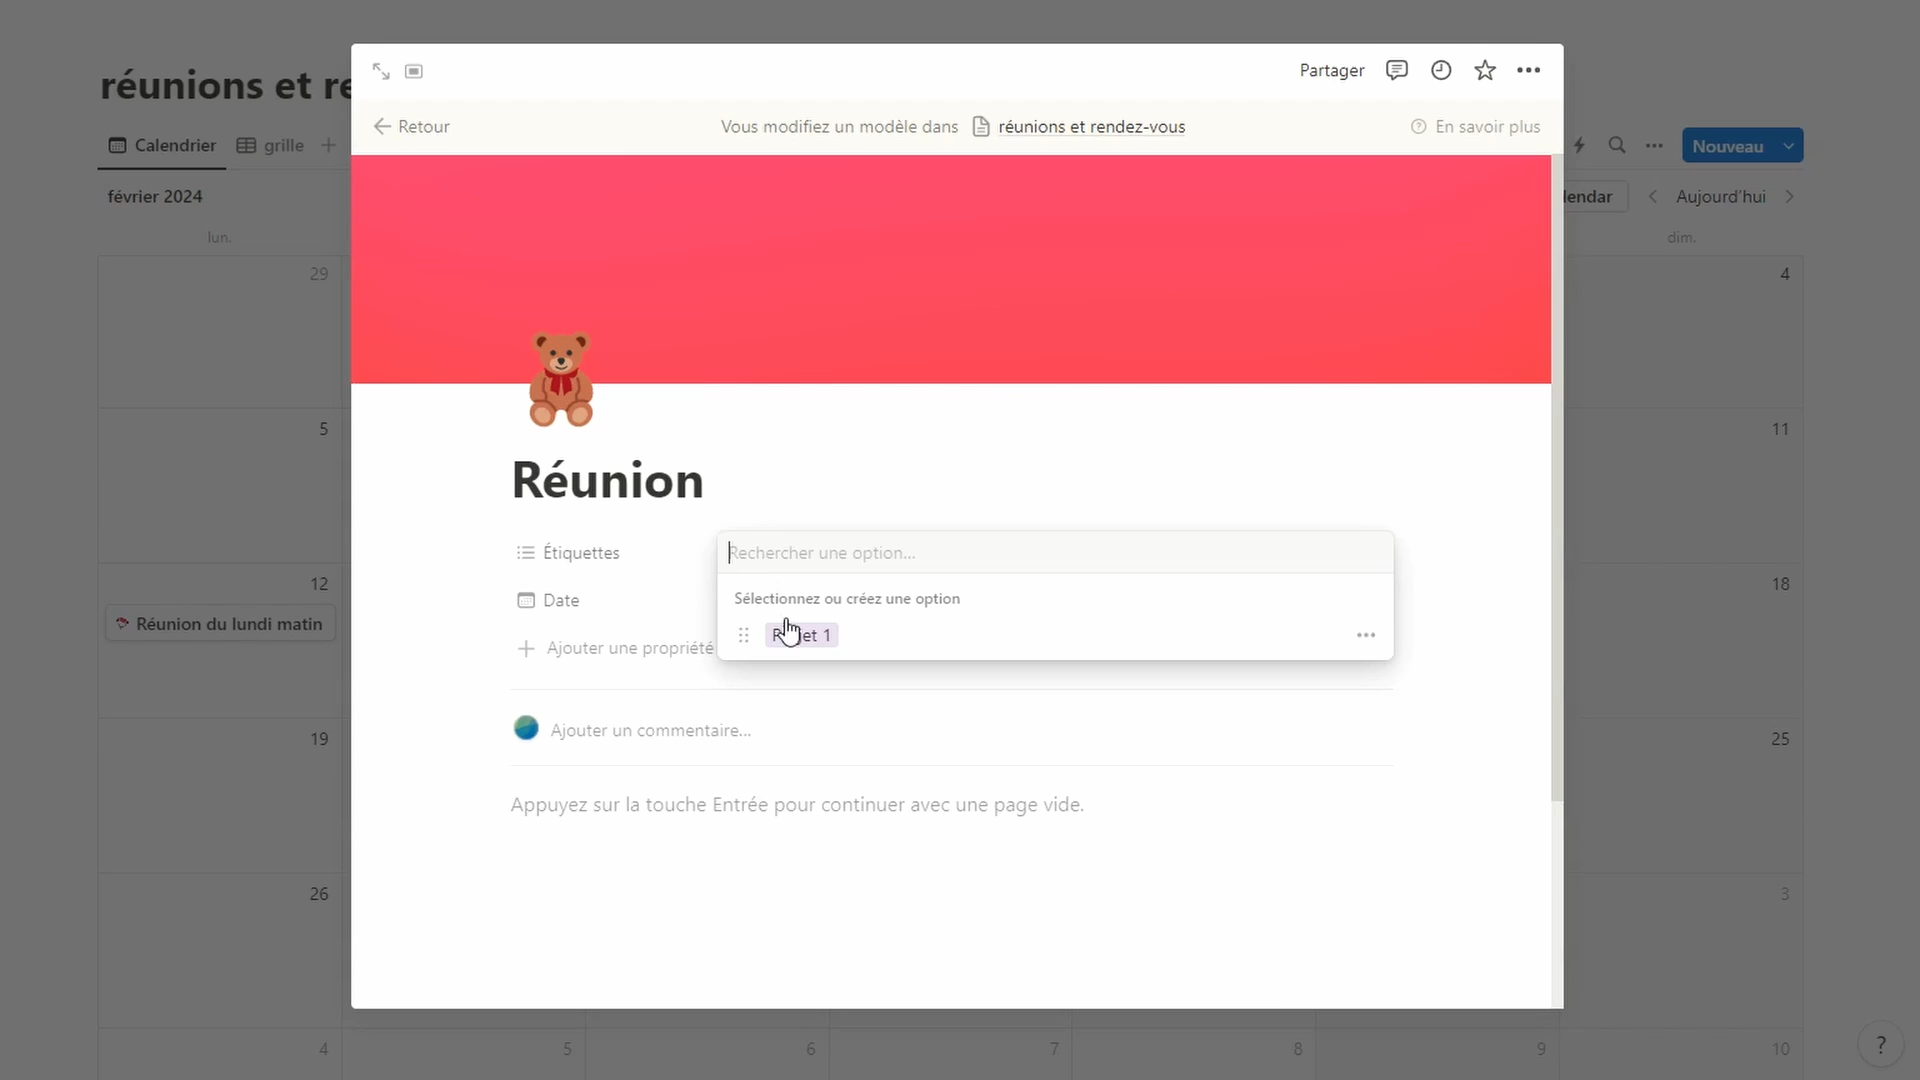 réunions et re
Partager
Retour
Vous modifiez un modèle dans réunions et rendez-vous
En savoir plus
Calendrier
grille
Nouveau
février 2024
lendar
Aujourd'hui
lun.
dim.
29
4
5
11
Réunion
Étiquettes
Rechercher une option...
Sélectionnez ou créez une option
Date
12
18
Réunion du lundi matin
1
Ajouter une propriété
19
25
Ajouter un commentaire...
Appuyez sur la touche Entrée pour continuer avec une page vide.
26
3
4
5
6
7
8
9
10
?